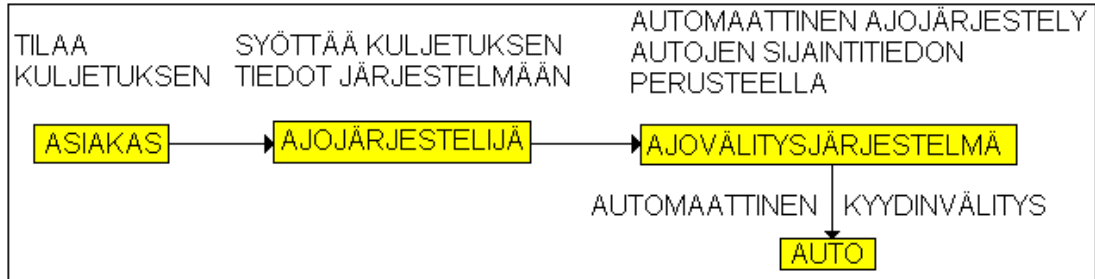 TILAA
KULJETUKSEN
SYÖTTÄÄ KULJETUKSEN
TIEDOT JÄRJESTELMÄÄN
AUTOMAATTINEN AJOJÄRJESTELY
AUTOJEN SIJAINTITIEDON
PERUSTEELLA
ASIAKAS
AJOJÄRJESTELIJÄ
AJOVÄLITYSJÄRJESTELMÄ
AUTOMAATTINEN KYYDINVÄLITYS
AUTO